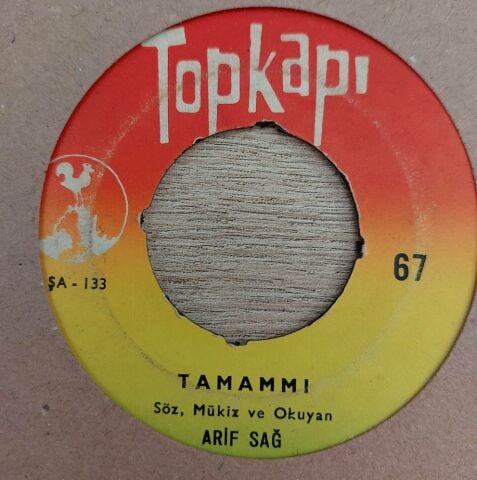 Topkapı
ŞA - 133
67
TAMAMMI
Söz, Mükiz ve Okuyan
ARİF SAĞ